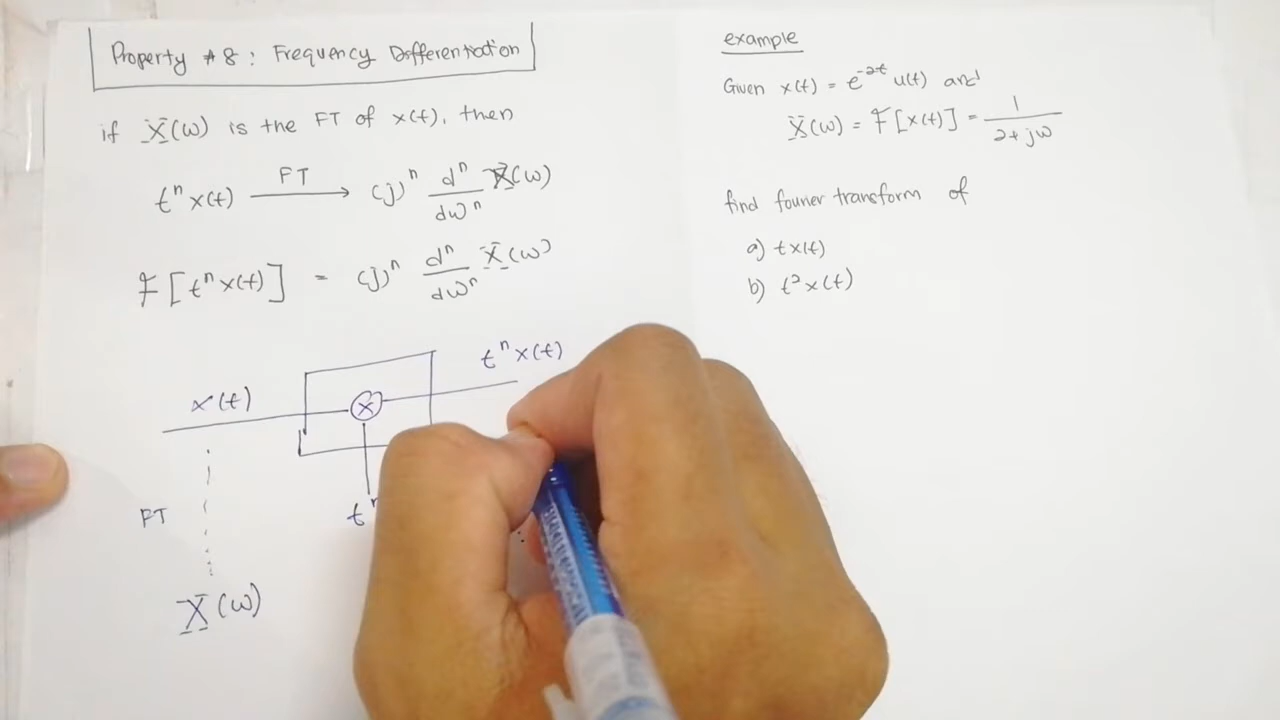 Property #8: Frequency Differentiation
if X(ω) is the FT of x(t), then
tⁿ x(t) FT → (j)ⁿ dⁿ/dωⁿ X(ω)
F[tⁿ x(t)] = (j)ⁿ dⁿ/dωⁿ X(ω)
tⁿ x(t)
x(t)
x
tⁿ
FT
X(ω)
example
Given x(t) = e^-2t u(t) and
X(ω) = F[x(t)] = 1/(2+jω)
find fourier transform of
a) t x(t)
b) t² x(t)